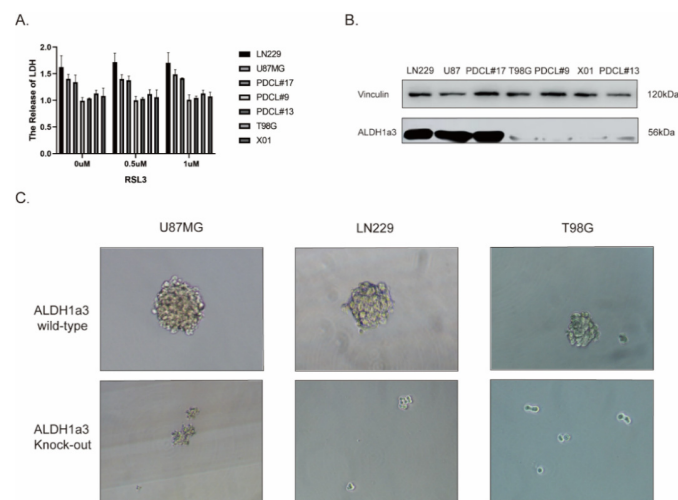 A.
The Release of LDH
2.0
1.5
1.0
0.5
0.0
0uM
0.5uM
1uM
RSL3
LN229
U87MG
PDCL#17
PDCL#9
PDCL#13
T98G
X01
B.
LN229 U87 PDCL#17 T98G PDCL#9 X01 PDCL#13
Vinculin
120kDa
ALDH1a3
56kDa
C.
U87MG
LN229
T98G
ALDH1a3
wild-type
ALDH1a3
Knock-out